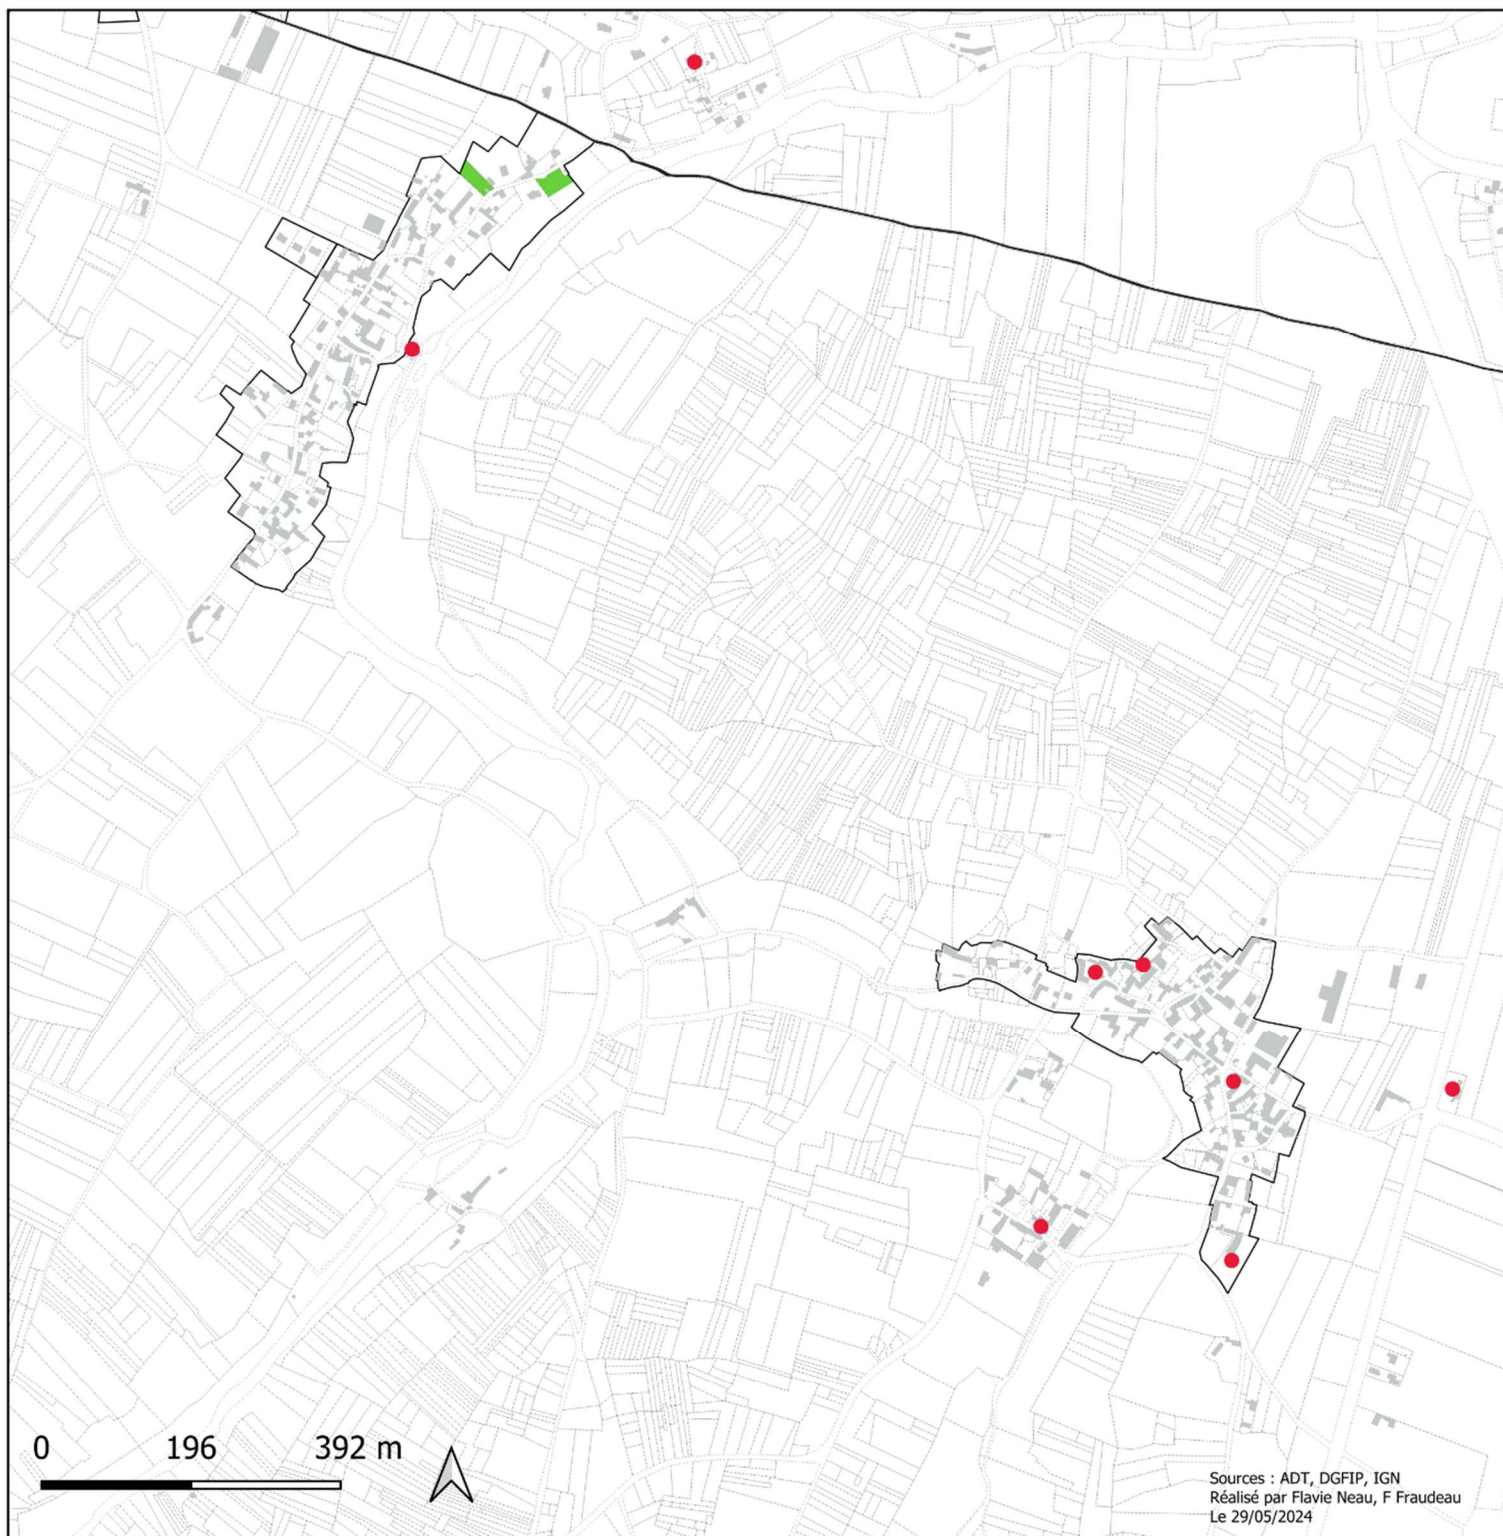 0 196 392 m
Sources : ADT, DGFIP, IGN
Réalisé par Flavie Neau, F Fraudeau
Le 29/05/2024